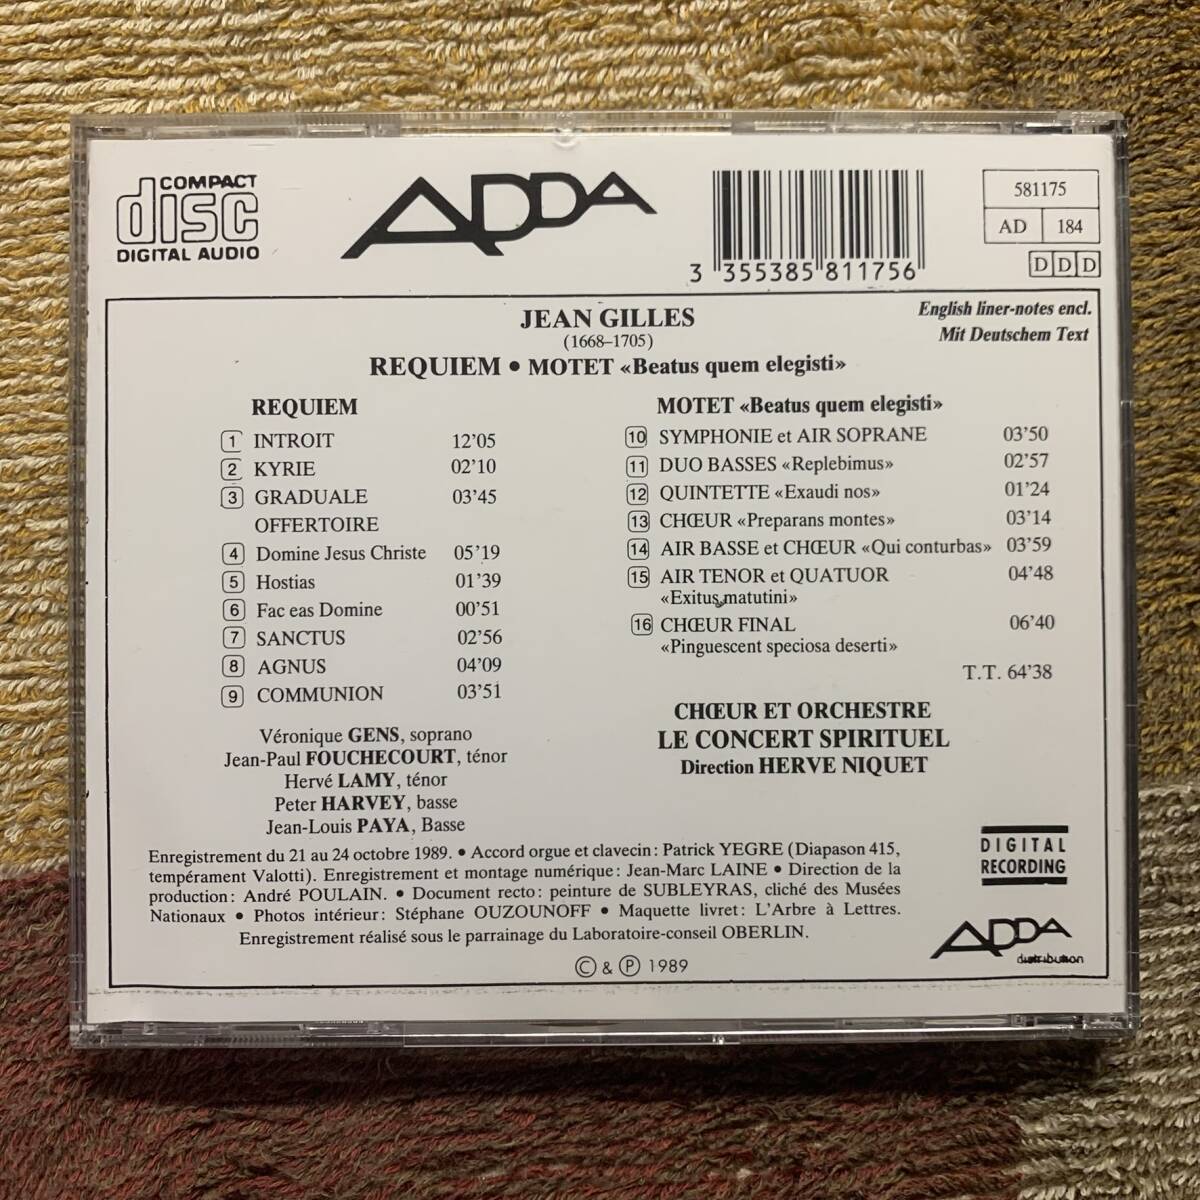 COMPACT
disc
DIGITAL AUDIO
ADDA
3 355385 811756
581175
AD 184
DDD
JEAN GILLES
(1668–1705)
REQUIEM • MOTET «Beatus quem elegisti»
English liner-notes encl.
Mit Deutschem Text
REQUIEM
1 INTROIT 12'05
2 KYRIE 02'10
3 GRADUALE 03'45
OFFERTOIRE
4 Domine Jesus Christe 05'19
5 Hostias 01'39
6 Fac eas Domine 00'51
7 SANCTUS 02'56
8 AGNUS 04'09
9 COMMUNION 03'51
Véronique GENS, soprano
Jean-Paul FOUCHECOURT, ténor
Hervé LAMY, ténor
Peter HARVEY, basse
Jean-Louis PAYA, Basse
MOTET «Beatus quem elegisti»
10 SYMPHONIE et AIR SOPRANE 03'50
11 DUO BASSES «Replebimus» 02'57
12 QUINTETTE «Exaudi nos» 01'24
13 CHŒUR «Preparans montes» 03'14
14 AIR BASSE et CHŒUR «Qui conturbas» 03'59
15 AIR TENOR et QUATUOR 04'48
«Exitus matutini»
16 CHŒUR FINAL 06'40
«Pinguescent speciosa deserti»
T.T. 64'38
CHŒUR ET ORCHESTRE
LE CONCERT SPIRITUEL
Direction HERVE NIQUET
Enregistrement du 21 au 24 octobre 1989. • Accord orgue et clavecin : Patrick YEGRE (Diapason 415,
tempérament Valotti). Enregistrement et montage numérique : Jean-Marc LAINE • Direction de la
production : André POULAIN. • Document recto : peinture de SUBLEYRAS, cliché des Musées
Nationaux • Photos intérieur : Stéphane OUZOUNOFF • Maquette livret : L'Arbre à Lettres.
Enregistrement réalisé sous le parrainage du Laboratoire-conseil OBERLIN.
© & ℗ 1989
DIGITAL
RECORDING
ADDA
distribution